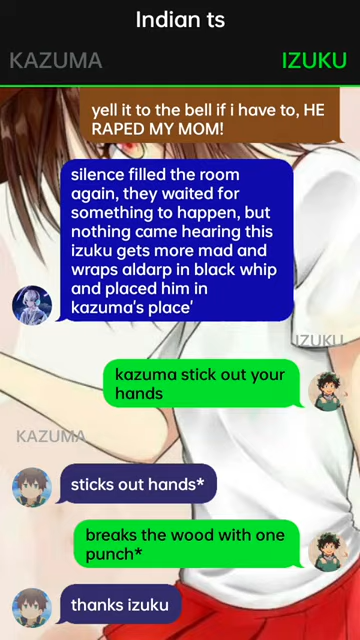 Indian ts
KAZUMA
IZUKU
yell it to the bell if i have to, HE
RAPED MY MOM!
silence filled the room
again, they waited for
something to happen, but
nothing came hearing this
izuku gets more mad and
wraps aldarp in black whip
and placed him in
kazuma's place'
IZUKU
kazuma stick out your
hands
KAZUMA
sticks out hands*
breaks the wood with one
punch*
thanks izuku